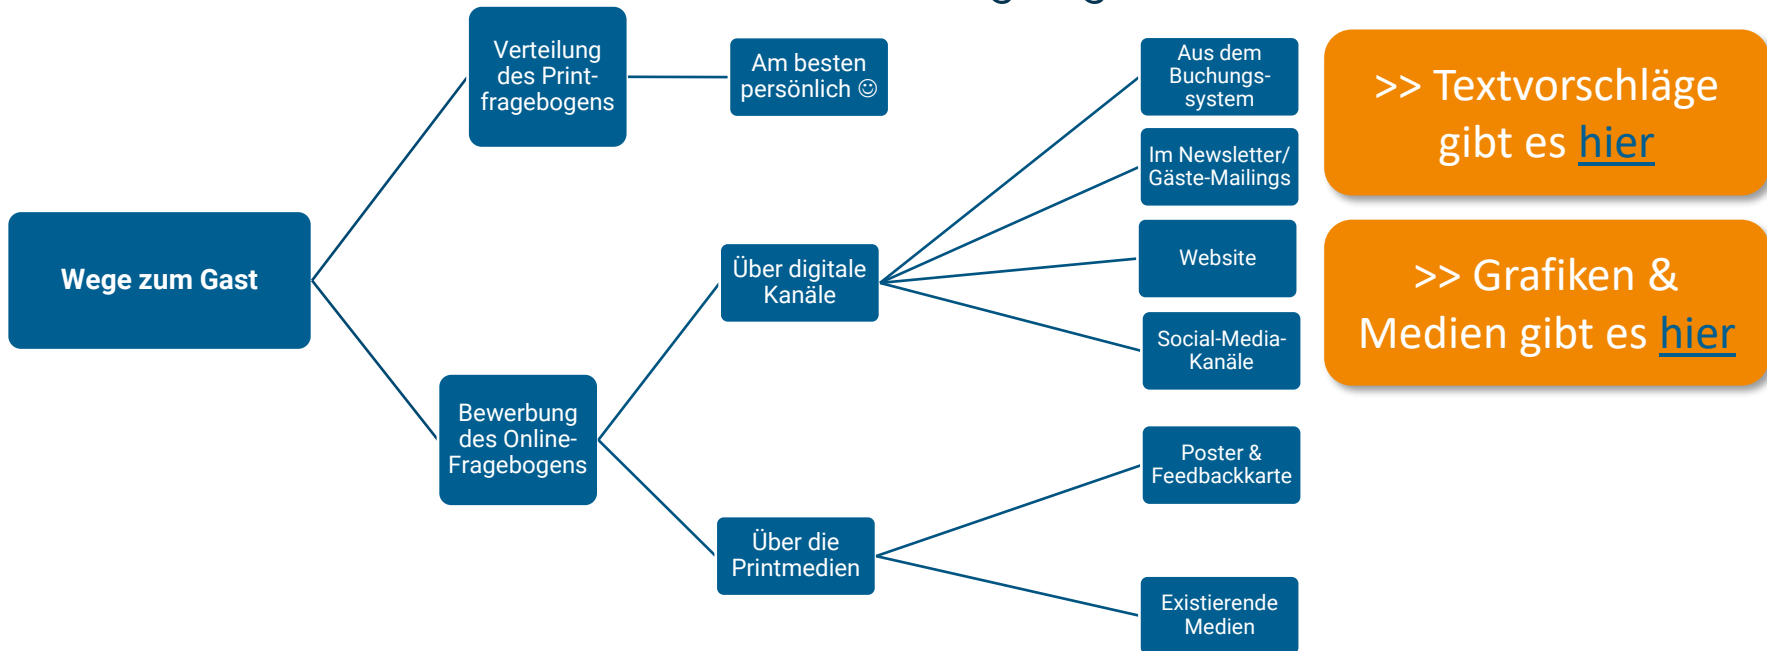 Wege zum Gast
Verteilung
des Print-
fragebogens
Am besten
persönlich ☺
Bewerbung
des Online-
Fragebogens
Über digitale
Kanäle
Aus dem
Buchungs-
system
Im Newsletter/
Gäste-Mailings
Website
Social-Media-
Kanäle
Über die
Printmedien
Poster &
Feedbackkarte
Existierende
Medien
>> Textvorschläge
gibt es hier
>> Grafiken &
Medien gibt es hier